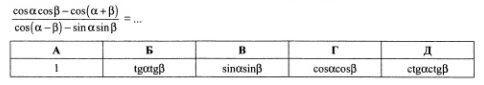 cosαcosβ − cos(α + β) / cos(α − β) − sinαsinβ = ...
А Б В Г Д
1 tgαtgβ sinαsinβ cosαcosβ ctgαctgβ